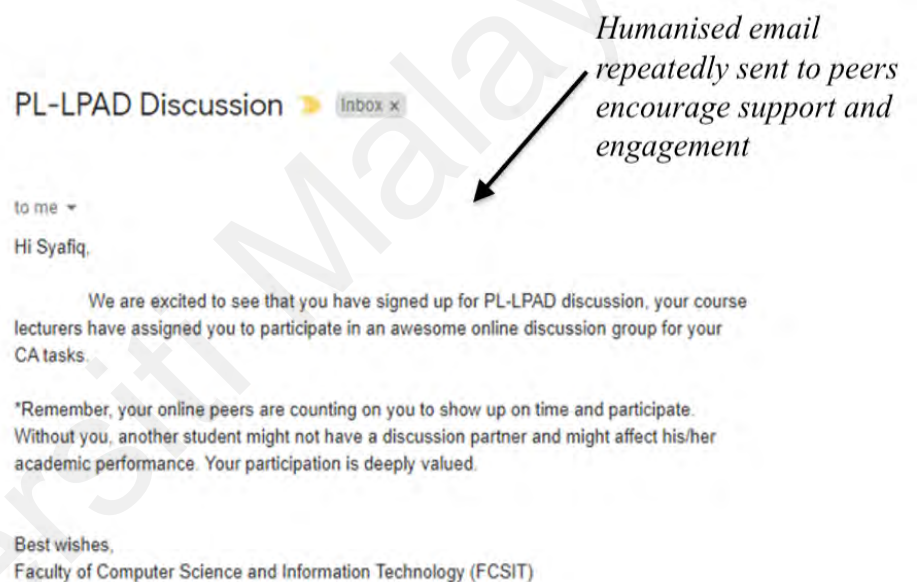 Humanised email
repeatedly sent to peers
encourage support and
engagement
PL-LPAD Discussion Inbox x
to me
Hi Syafiq,
We are excited to see that you have signed up for PL-LPAD discussion, your course
lecturers have assigned you to participate in an awesome online discussion group for your
CA tasks.
*Remember, your online peers are counting on you to show up on time and participate.
Without you, another student might not have a discussion partner and might affect his/her
academic performance. Your participation is deeply valued.
Best wishes,
Faculty of Computer Science and Information Technology (FCSIT)